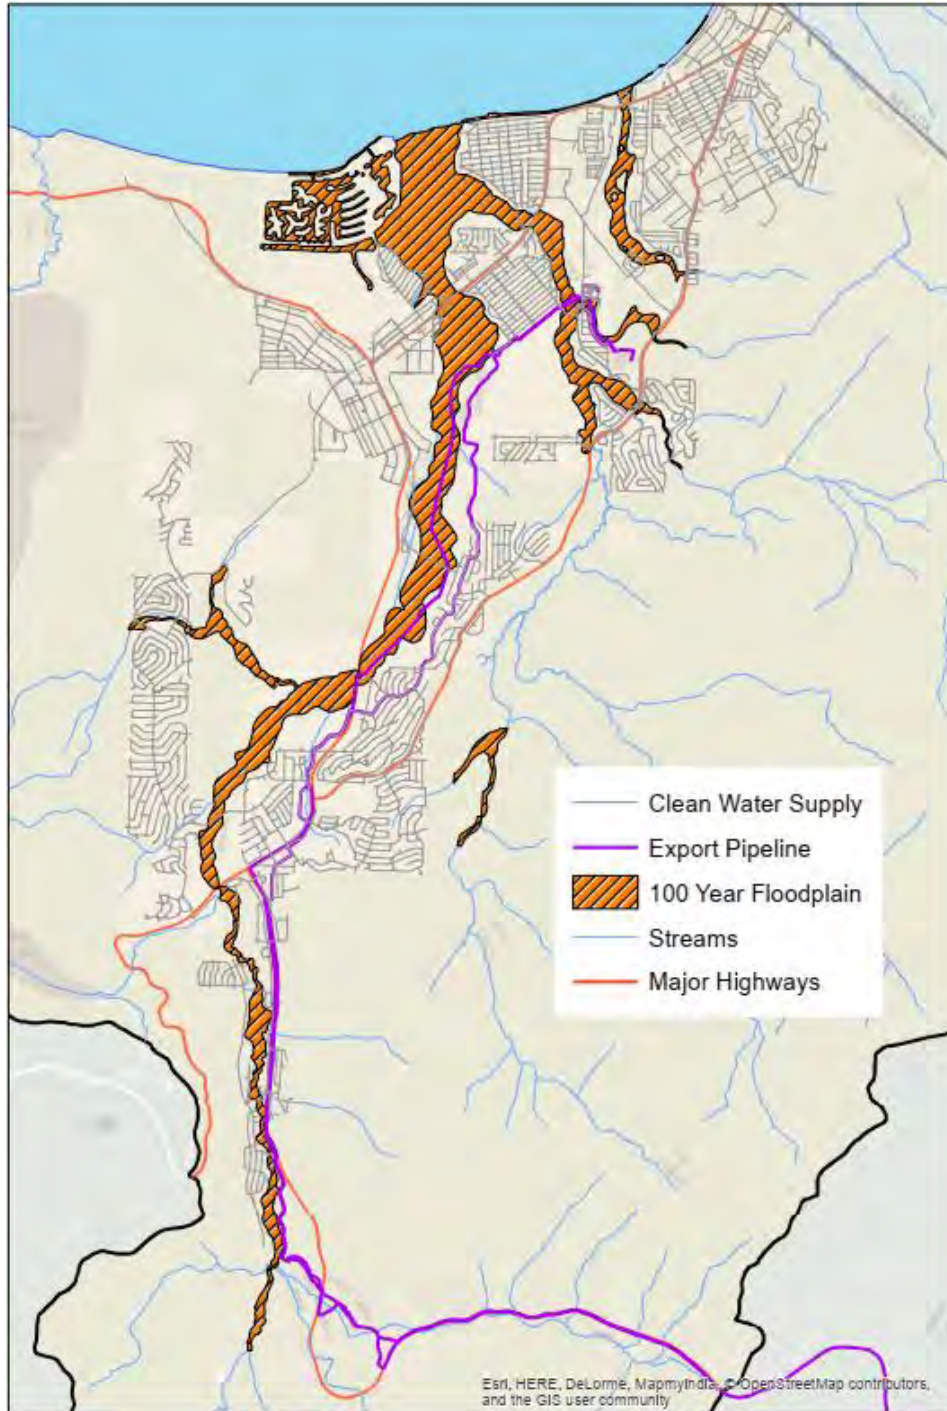 Clean Water Supply
Export Pipeline
100 Year Floodplain
Streams
Major Highways
Esri, HERE, DeLorme, MapmyIndia, © OpenStreetMap contributors,
and the GIS user community